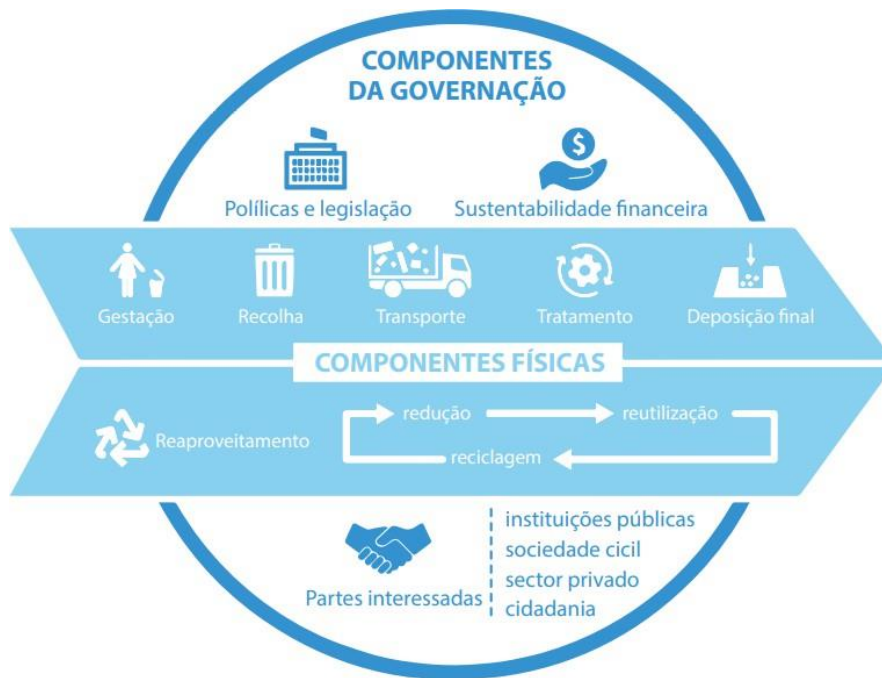 COMPONENTES
DA GOVERNAÇÃO
$
Polílicas e legislação
Sustentabilidade financeira
Gestação
Recolha
Transporte
Tratamento
Deposição final
COMPONENTES FÍSICAS
Reaproveitamento
redução
reutilização
reciclagem
Partes interessadas
instituições públicas
sociedade cicil
sector privado
cidadania